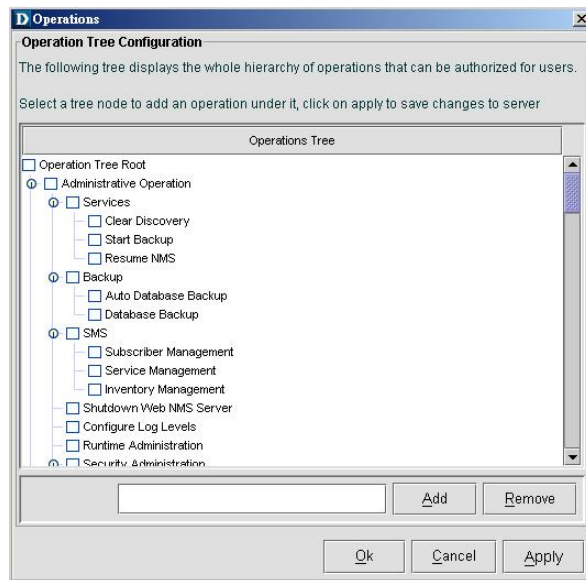 Operations
Operation Tree Configuration
The following tree displays the whole hierarchy of operations that can be authorized for users.
Select a tree node to add an operation under it, click on apply to save changes to server
Operations Tree
Operation Tree Root
Administrative Operation
Services
Clear Discovery
Start Backup
Resume NMS
Backup
Auto Database Backup
Database Backup
SMS
Subscriber Management
Service Management
Inventory Management
Shutdown Web NMS Server
Configure Log Levels
Runtime Administration
Security Administration
Add Remove
Ok Cancel Apply